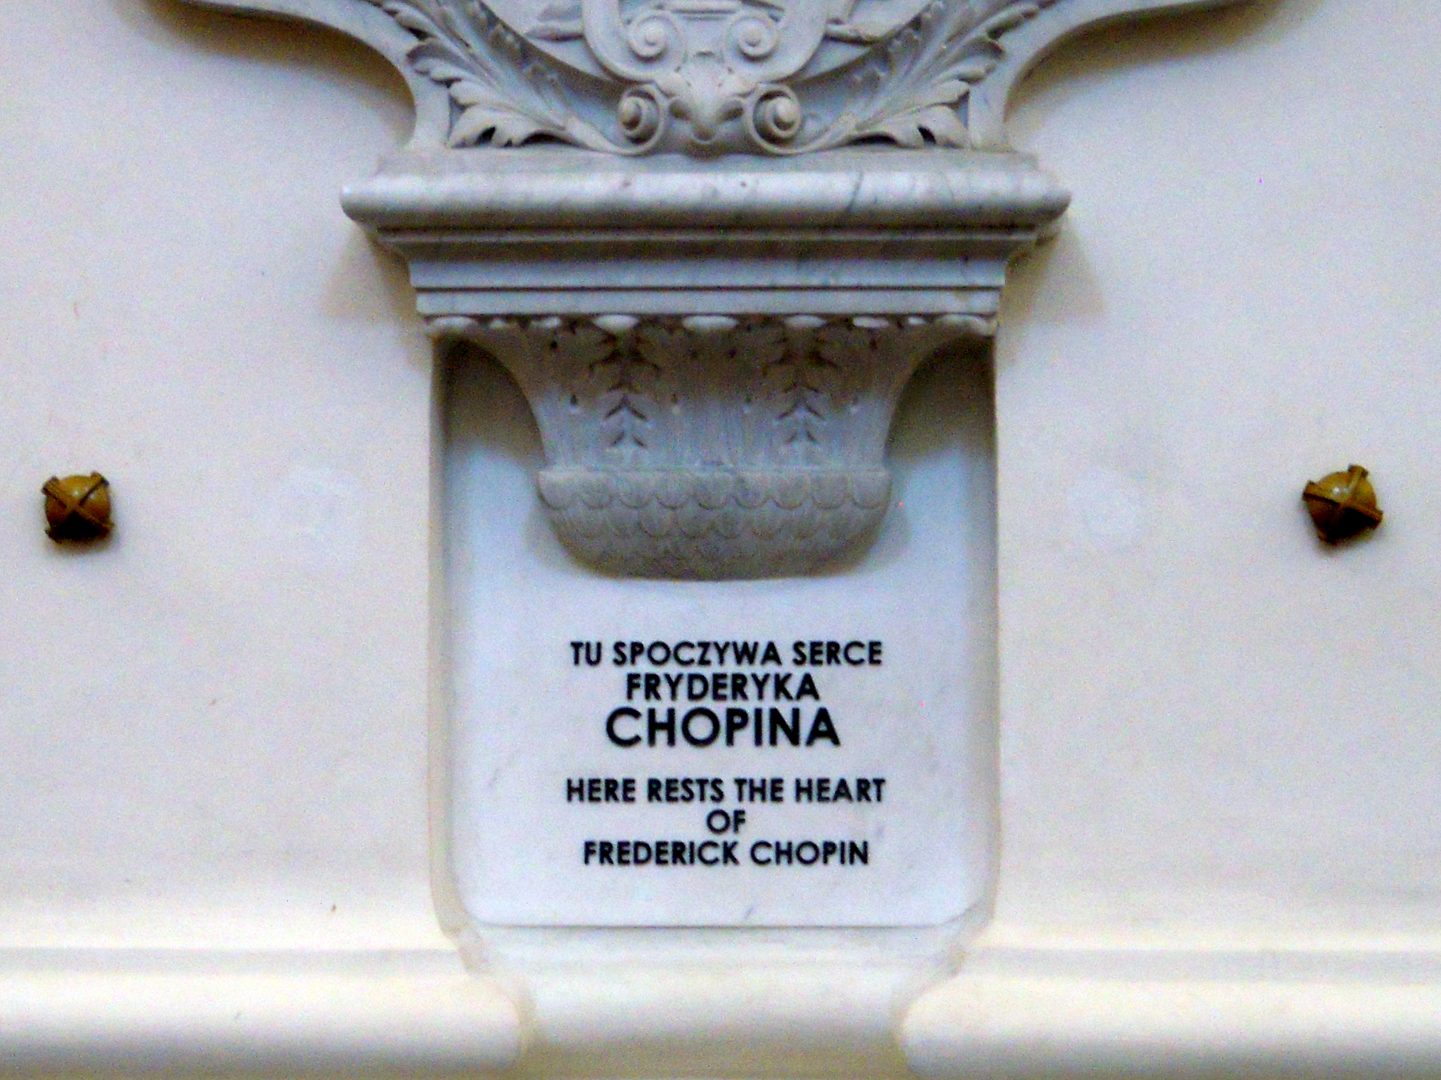 TU SPOCZYWA SERCE
FRYDERYKA
CHOPINA
HERE RESTS THE HEART
OF
FREDERICK CHOPIN